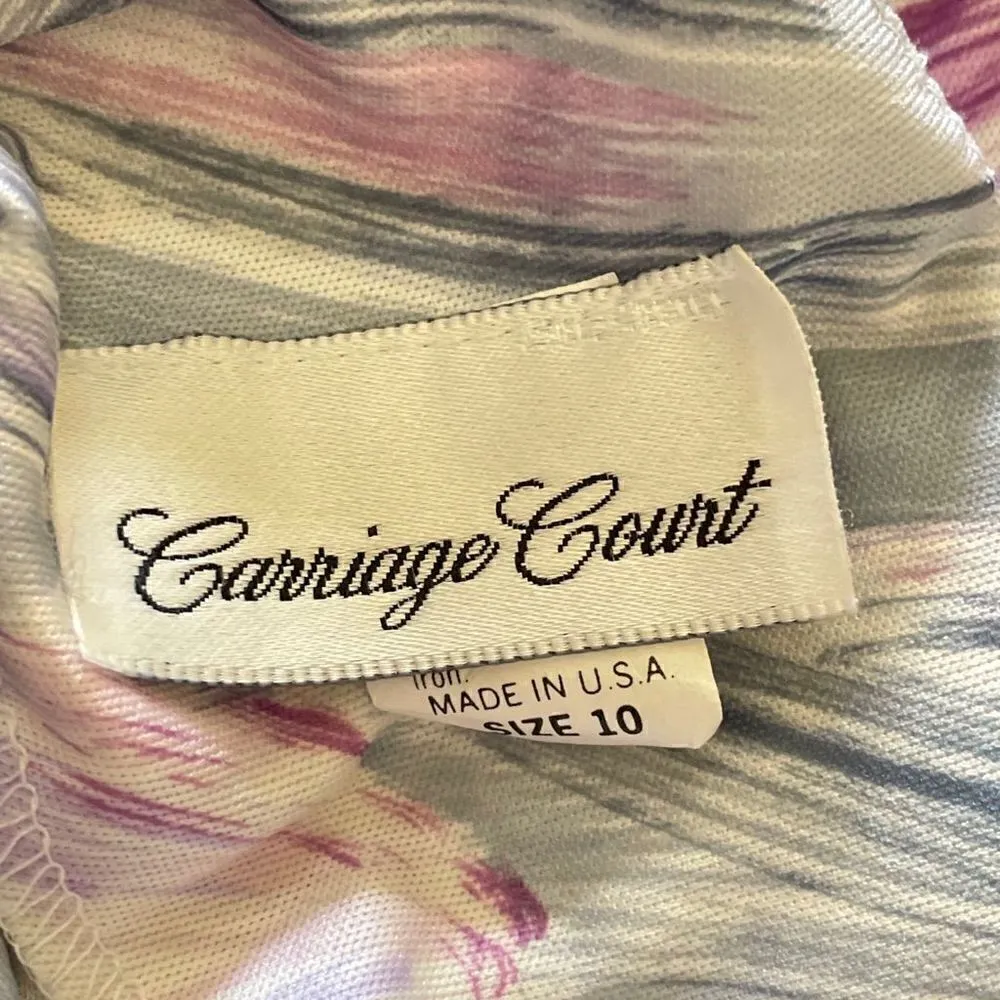 Carriage Court
iron.
MADE IN U.S.A.
SIZE 10